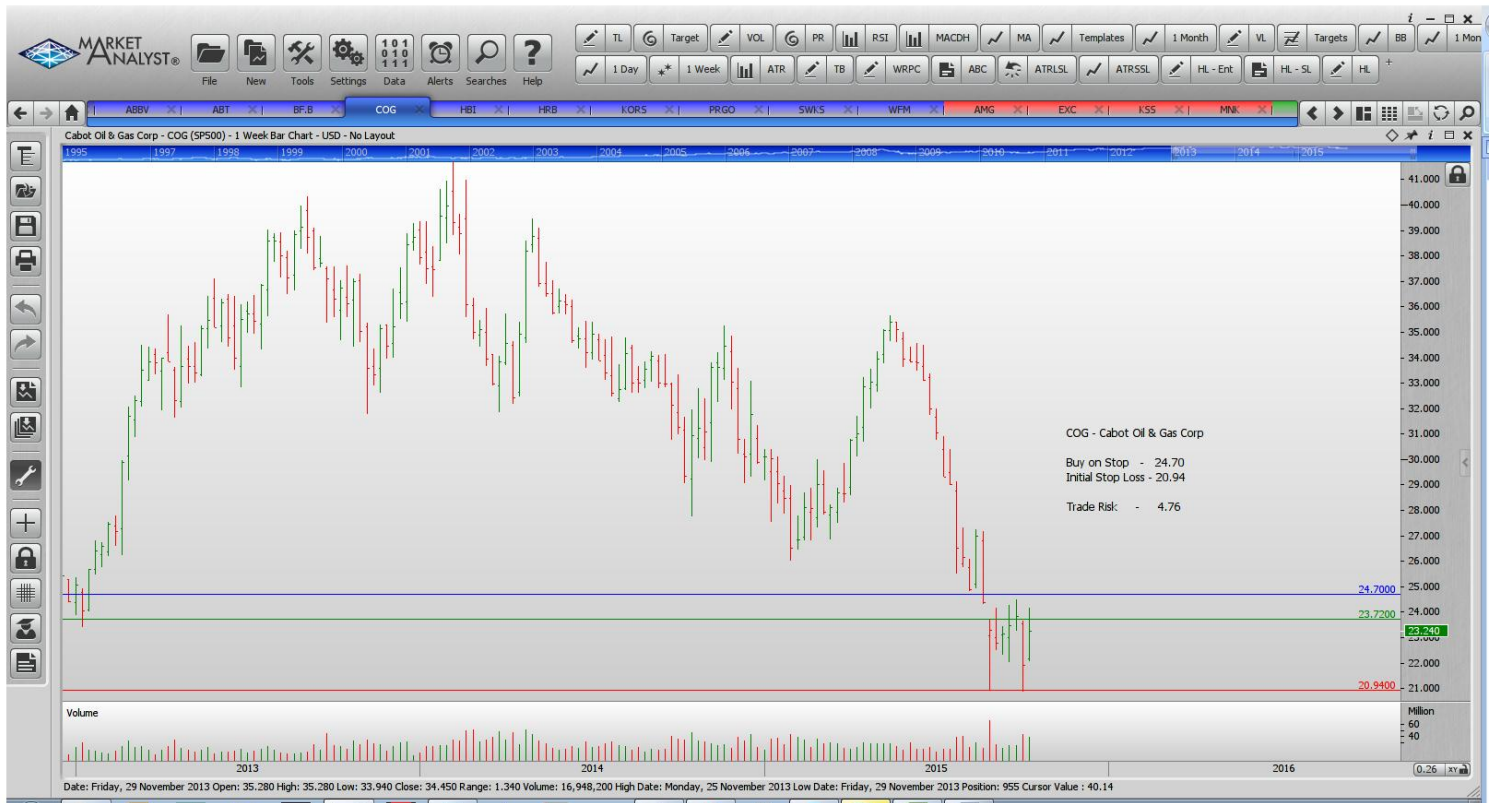 i
MARKET ANALYST®
File New Tools Settings Data Alerts Searches Help
TL Target VOL PR RSI MACDH MA Templates 1 Month VL Targets BB 1 Mon
1 Day 1 Week ATR TB WRPC ABC ATRLSL ATRSSL HL - Ent HL - SL HL
ABBV ABT BF.B COG HBI HRB KORS PRGO SWKS WFM AMG EXC KSS MNK
Cabot Oil & Gas Corp - COG (SP500) - 1 Week Bar Chart - USD - No Layout
1995 1997 1998 1999 2000 2001 2002 2003 2004 2005 2006 2007 2008 2009 2010 2011 2012 2013 2014 2015
41.000
40.000
39.000
38.000
37.000
36.000
35.000
34.000
33.000
32.000
31.000
30.000
29.000
28.000
27.000
26.000
25.000
24.000
23.240
23.000
22.000
21.000
COG - Cabot Oil & Gas Corp
Buy on Stop - 24.70
Initial Stop Loss - 20.94
Trade Risk - 4.76
24.7000
23.7200
20.9400
Volume
Million
60
40
2013 2014 2015 2016
0.26 XY
Date: Friday, 29 November 2013 Open: 35.280 High: 35.280 Low: 33.940 Close: 34.450 Range: 1.340 Volume: 16,948,200 High Date: Monday, 25 November 2013 Low Date: Friday, 29 November 2013 Position: 955 Cursor Value : 40.14